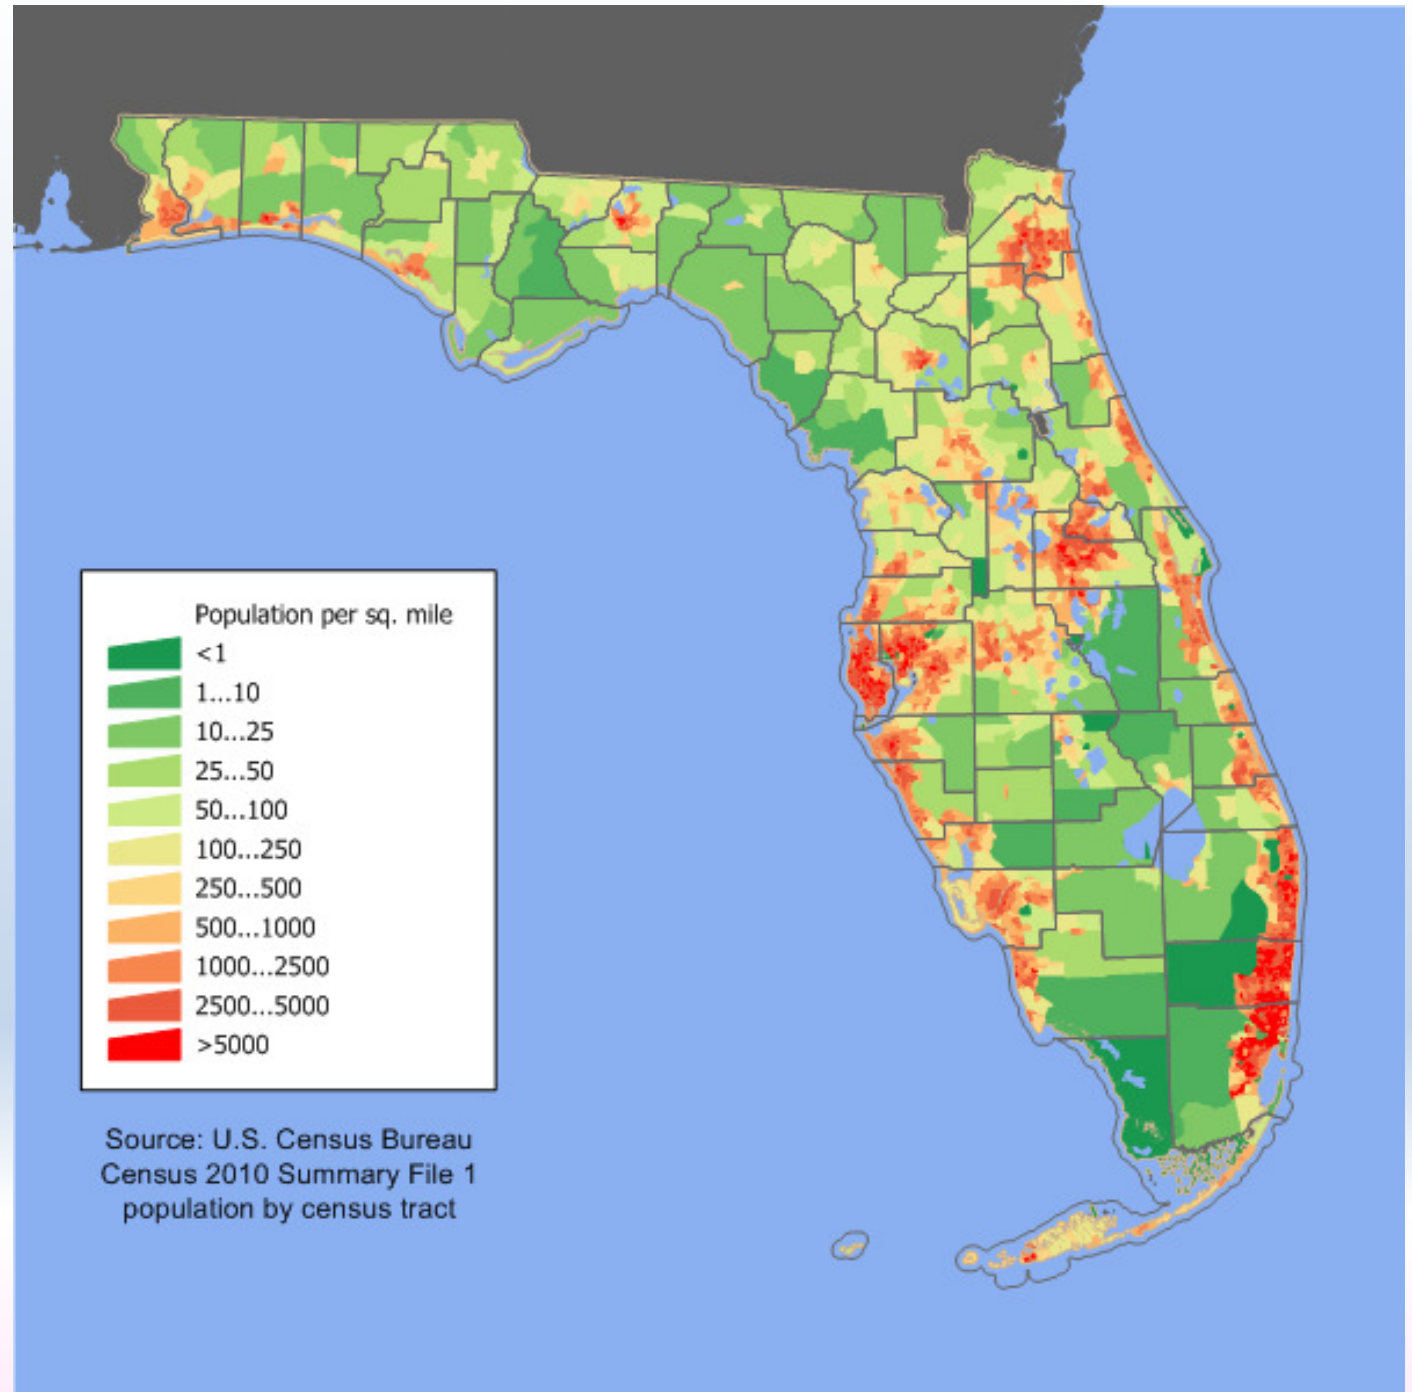 Population per sq. mile
<1
1...10
10...25
25...50
50...100
100...250
250...500
500...1000
1000...2500
2500...5000
>5000
Source: U.S. Census Bureau
Census 2010 Summary File 1
population by census tract